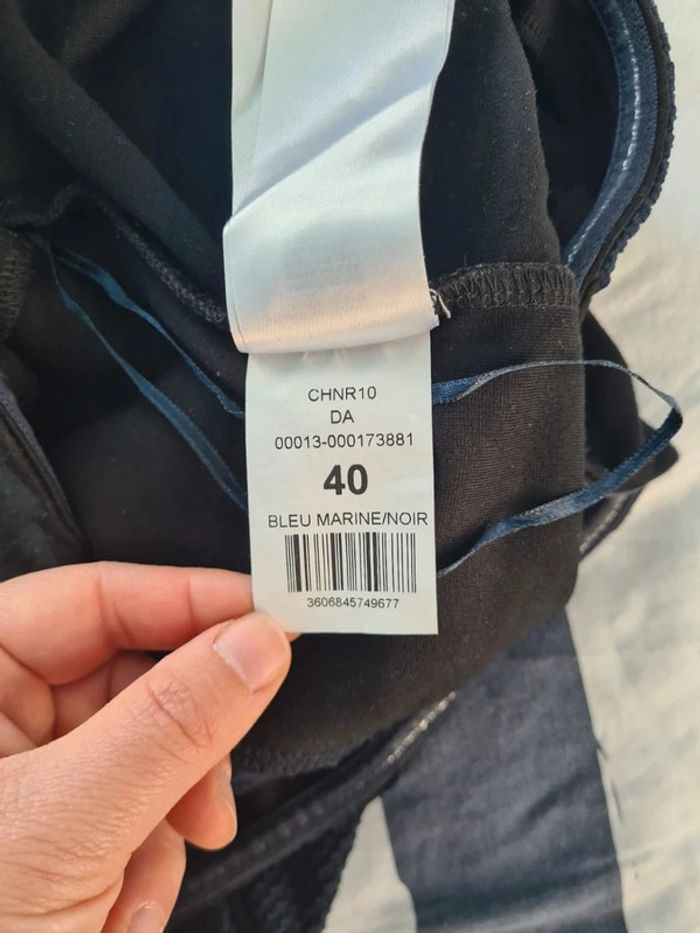 CHNR10
DA
00013-000173881
40
BLEU MARINE/NOIR
3606845749677